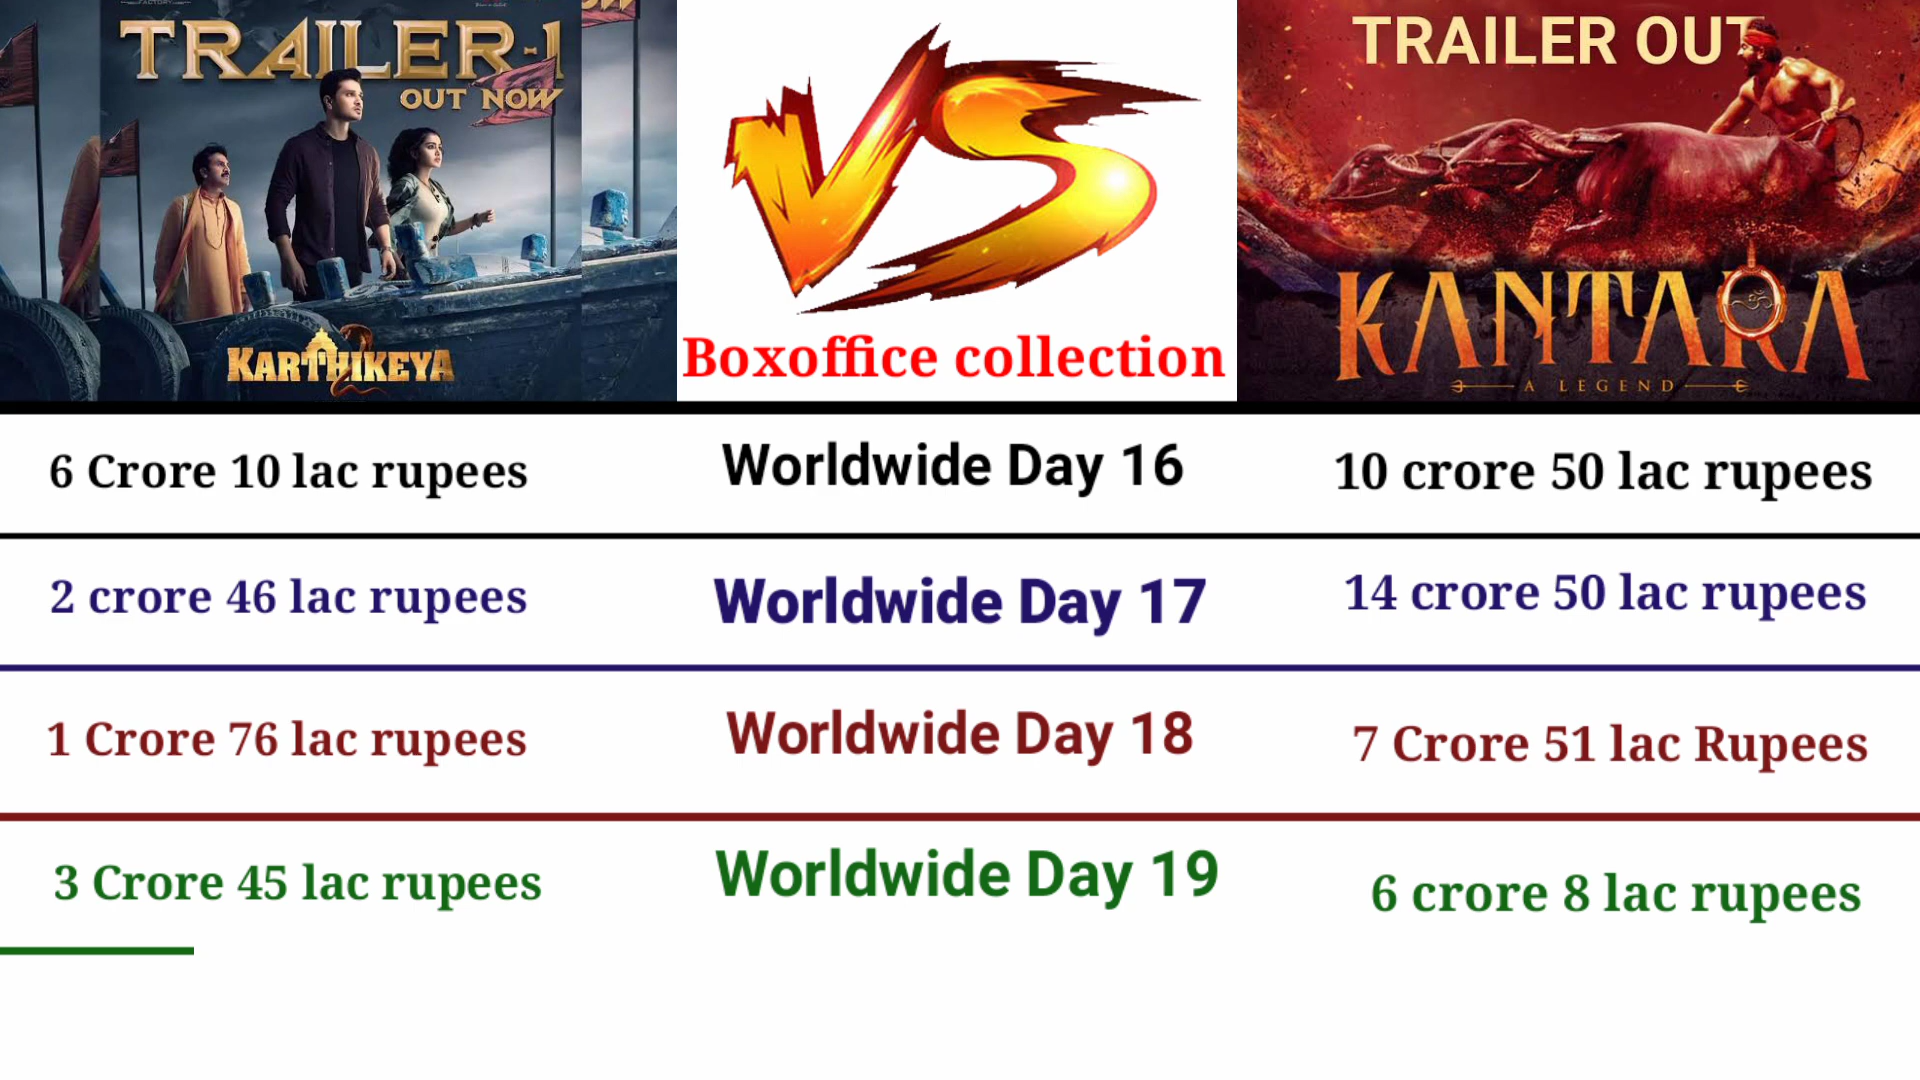 TRAILER-1
OUT NOW
KARTHIKEYA
2
VS
Boxoffice collection
TRAILER OUT
KANTARA
A LEGEND
6 Crore 10 lac rupees
Worldwide Day 16
10 crore 50 lac rupees
2 crore 46 lac rupees
Worldwide Day 17
14 crore 50 lac rupees
1 Crore 76 lac rupees
Worldwide Day 18
7 Crore 51 lac Rupees
3 Crore 45 lac rupees
Worldwide Day 19
6 crore 8 lac rupees